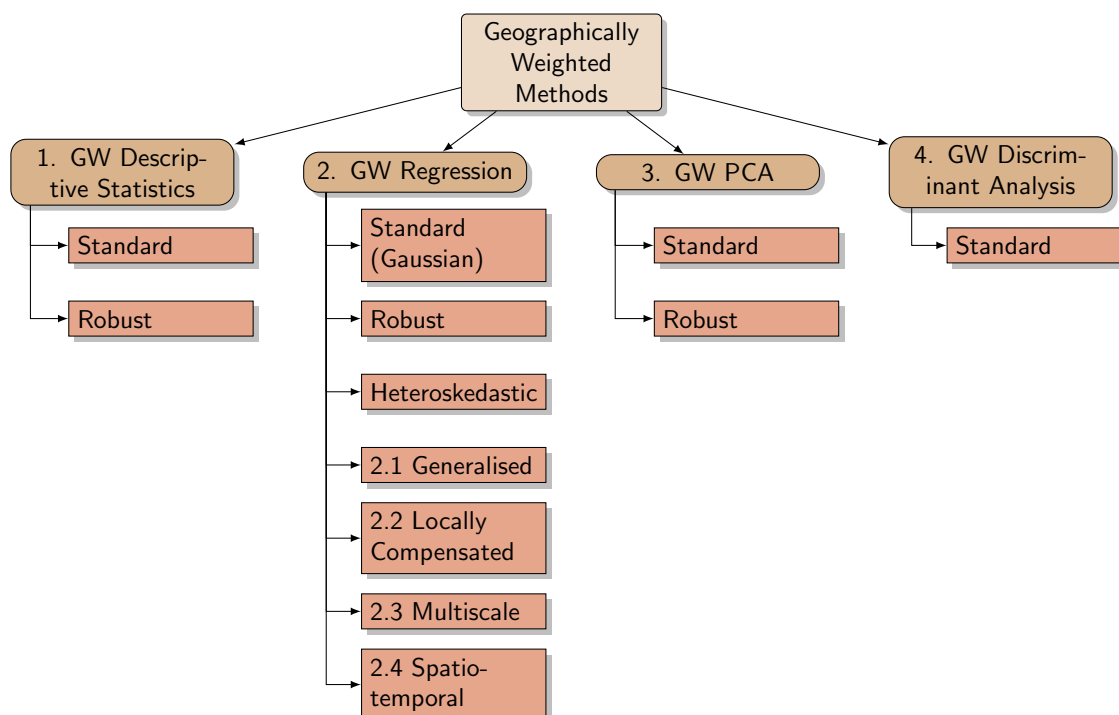 Geographically
Weighted
Methods
1. GW Descrip-
tive Statistics
Standard
Robust
2. GW Regression
Standard
(Gaussian)
Robust
Heteroskedastic
2.1 Generalised
2.2 Locally
Compensated
2.3 Multiscale
2.4 Spatio-
temporal
3. GW PCA
Standard
Robust
4. GW Discrim-
inant Analysis
Standard